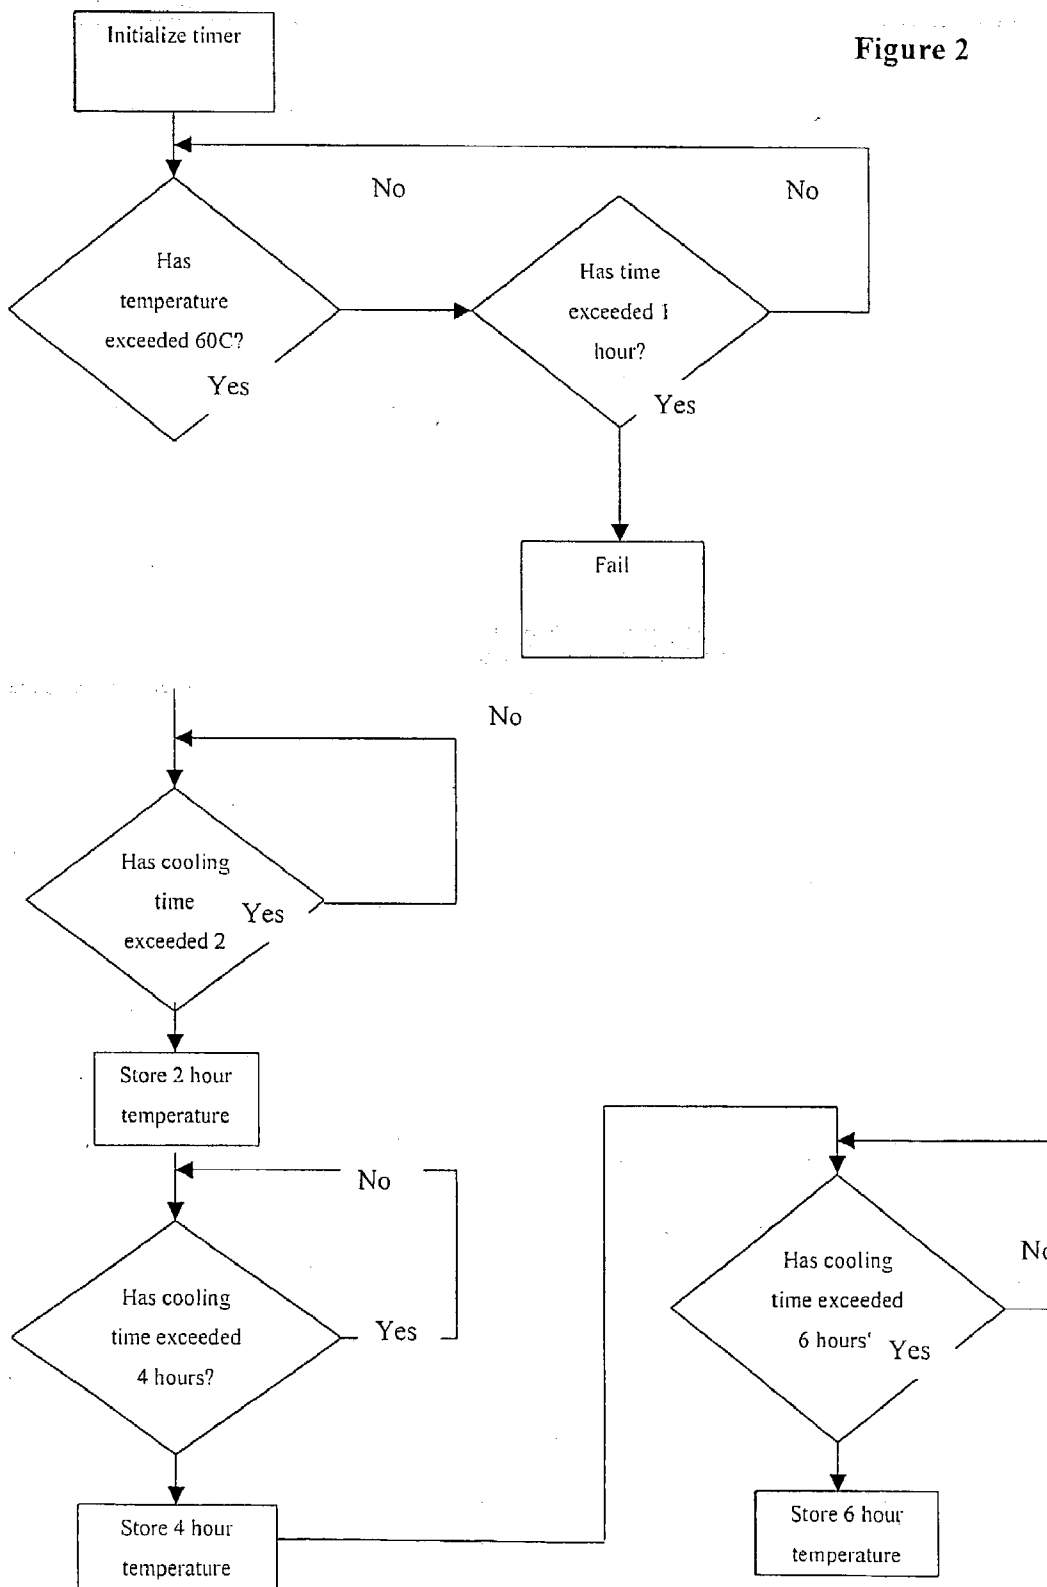 Initialize timer
Figure 2
No
No
Has
temperature
exceeded 60C?
Yes
Has time
exceeded 1
hour?
Yes
Fail
No
Has cooling
time
exceeded 2
Yes
Store 2 hour
temperature
No
Has cooling
time exceeded
4 hours?
Yes
Store 4 hour
temperature
Has cooling
time exceeded
6 hours'
Yes
No
Store 6 hour
temperature